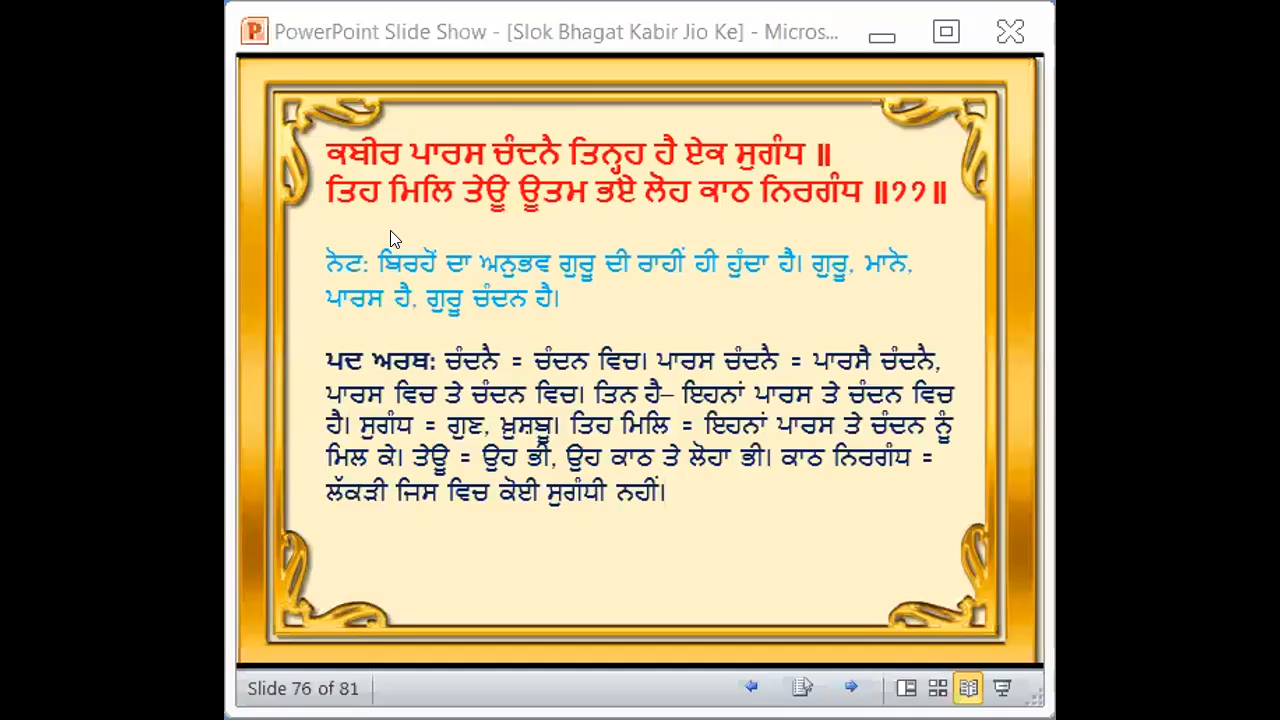 PowerPoint Slide Show - [Slok Bhagat Kabir Jio Ke] - Micros...
ਕਬੀਰ ਪਾਰਸ ਚੰਦਨੈ ਤਿਨ੍ਹਹ ਹੈ ਏਕ ਸੁਗੰਧ ॥
ਤਿਹ ਮਿਲਿ ਤੇਊ ਊਤਮ ਭਏ ਲੋਹ ਕਾਠ ਨਿਰਗੰਧ ॥੭੭॥
ਨੋਟ: ਬਿਰਹੋਂ ਦਾ ਅਨੁਭਵ ਗੁਰੂ ਦੀ ਰਾਹੀਂ ਹੀ ਹੁੰਦਾ ਹੈ। ਗੁਰੂ, ਮਾਨੋ,
ਪਾਰਸ ਹੈ, ਗੁਰੂ ਚੰਦਨ ਹੈ।
ਪਦ ਅਰਥ: ਚੰਦਨੈ = ਚੰਦਨ ਵਿਚ। ਪਾਰਸ ਚੰਦਨੈ = ਪਾਰਸੈ ਚੰਦਨੈ,
ਪਾਰਸ ਵਿਚ ਤੇ ਚੰਦਨ ਵਿਚ। ਤਿਨ ਹੈ– ਇਹਨਾਂ ਪਾਰਸ ਤੇ ਚੰਦਨ ਵਿਚ
ਹੈ। ਸੁਗੰਧ = ਗੁਣ, ਖ਼ੁਸ਼ਬੂ। ਤਿਹ ਮਿਲਿ = ਇਹਨਾਂ ਪਾਰਸ ਤੇ ਚੰਦਨ ਨੂੰ
ਮਿਲ ਕੇ। ਤੇਊ = ਉਹ ਭੀ, ਉਹ ਕਾਠ ਤੇ ਲੋਹਾ ਭੀ। ਕਾਠ ਨਿਰਗੰਧ =
ਲੱਕੜੀ ਜਿਸ ਵਿਚ ਕੋਈ ਸੁਗੰਧੀ ਨਹੀਂ।
Slide 76 of 81